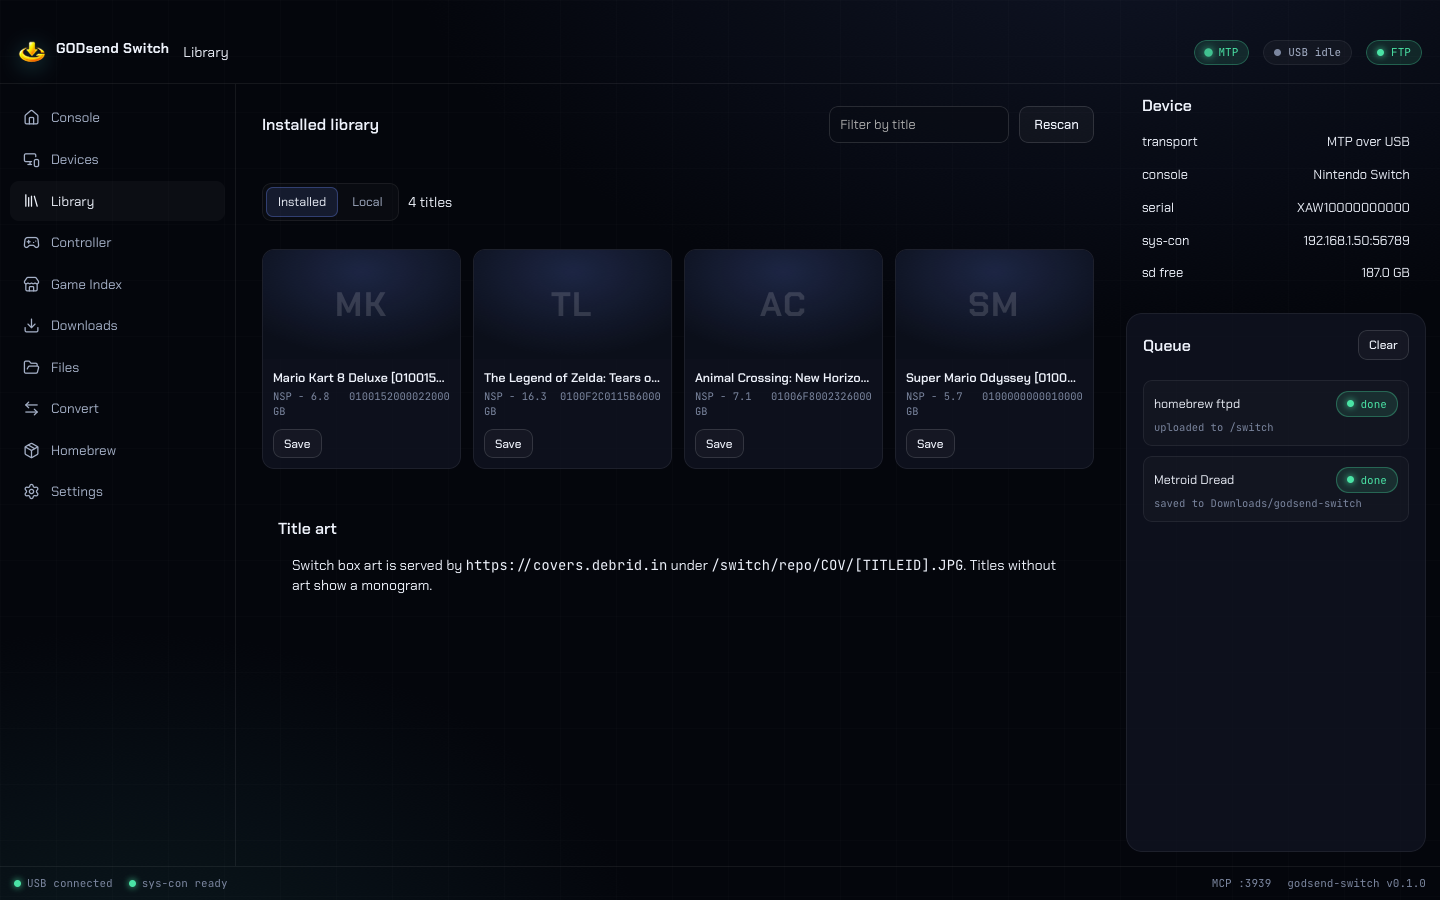 GODsend Switch
Library
MTP
USB idle
FTP
Console
Devices
Library
Controller
Game Index
Downloads
Files
Convert
Homebrew
Settings
Installed library
Filter by title
Rescan
Installed
Local
4 titles
MK
Mario Kart 8 Deluxe [010015...
NSP - 6.8 GB
0100152000022000
Save
TL
The Legend of Zelda: Tears o...
NSP - 16.3 GB
0100F2C0115B6000
Save
AC
Animal Crossing: New Horizo...
NSP - 7.1 GB
01006F8002326000
Save
SM
Super Mario Odyssey [0100...
NSP - 5.7 GB
0100000000010000
Save
Title art
Switch box art is served by https://covers.debrid.in under /switch/repo/COV/[TITLEID].JPG. Titles without
art show a monogram.
Device
transport MTP over USB
console Nintendo Switch
serial XAW10000000000
sys-con 192.168.1.50:56789
sd free 187.0 GB
Queue
Clear
homebrew ftpd
done
uploaded to /switch
Metroid Dread
done
saved to Downloads/godsend-switch
USB connected
sys-con ready
MCP :3939
godsend-switch v0.1.0